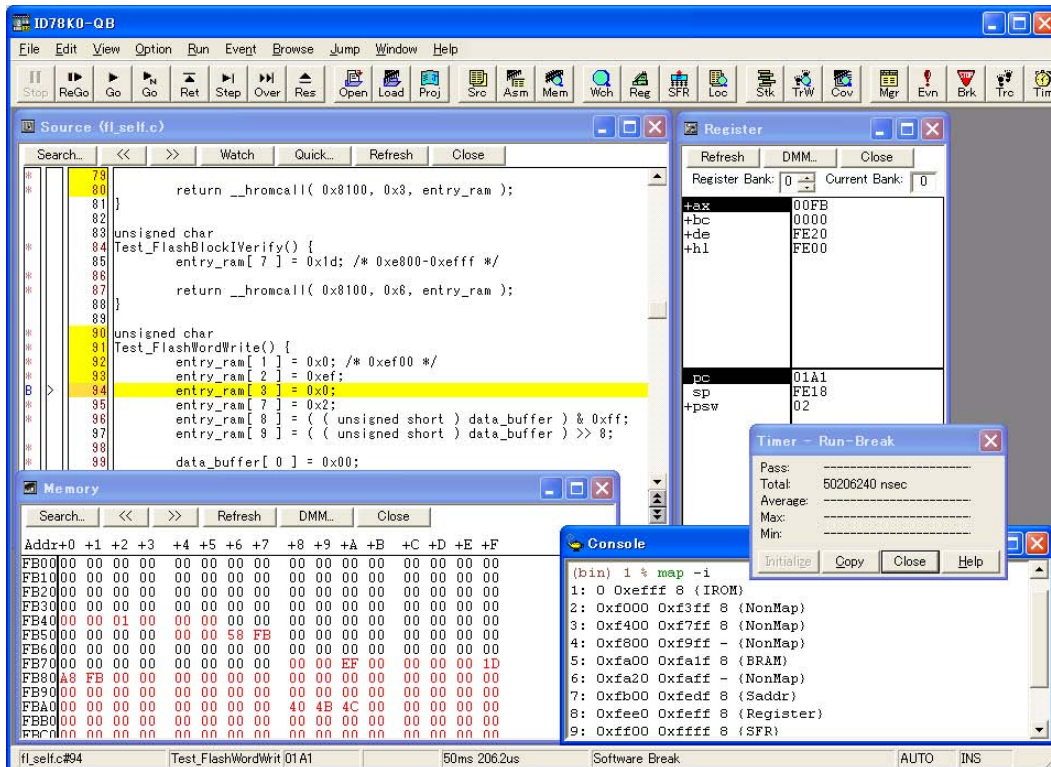 ID78K0-QB
File Edit View Option Run Event Browse Jump Window Help
Stop ReGo Go Go Ret Step Over Res Open Load Proj Src Asm Mem Wch Reg SFR Loc Stk TrW Cov Mgr Evn Brk Trc Tim
Source (fl_self.c)
Search... << >> Watch Quick... Refresh Close
* 79
* 80 return __hromcall( 0x8100, 0x3, entry_ram );
81 }
82
83 unsigned char
* 84 Test_FlashBlockIVerify() {
85 entry_ram[ 7 ] = 0x1d; /* 0xe800-0xefff */
* 86
* 87 return __hromcall( 0x8100, 0x6, entry_ram );
88 }
89
* 90 unsigned char
* 91 Test_FlashWordWrite() {
* 92 entry_ram[ 1 ] = 0x0; /* 0xef00 */
* 93 entry_ram[ 2 ] = 0xef;
B > 94 entry_ram[ 3 ] = 0x0;
* 95 entry_ram[ 7 ] = 0x2;
* 96 entry_ram[ 8 ] = ( ( unsigned short ) data_buffer ) & 0xff;
97 entry_ram[ 9 ] = ( ( unsigned short ) data_buffer ) >> 8;
* 98
* 99 data_buffer[ 0 ] = 0x00;
Register
Refresh DMM... Close
Register Bank: 0 Current Bank: 0
+ax 00FB
+bc 0000
+de FE20
+hl FE00
pc 01A1
sp FE18
+psw 02
Timer - Run-Break
Pass: ------------------------
Total: 50206240 nsec
Average: ------------------------
Max: ------------------------
Min: ------------------------
Initialize Copy Close Help
Memory
Search... << >> Refresh DMM... Close
Addr +0 +1 +2 +3 +4 +5 +6 +7 +8 +9 +A +B +C +D +E +F
FB00 00 00 00 00 00 00 00 00 00 00 00 00 00 00 00 00
FB10 00 00 00 00 00 00 00 00 00 00 00 00 00 00 00 00
FB20 00 00 00 00 00 00 00 00 00 00 00 00 00 00 00 00
FB30 00 00 00 00 00 00 00 00 00 00 00 00 00 00 00 00
FB40 00 00 01 00 00 00 00 00 00 00 00 00 00 00 00 00
FB50 00 00 00 00 00 00 58 FB 00 00 00 00 00 00 00 00
FB60 00 00 00 00 00 00 00 00 00 00 00 00 00 00 00 00
FB70 00 00 00 00 00 00 00 00 00 00 EF 00 00 00 00 1D
FB80 A8 FB 00 00 00 00 00 00 00 00 00 00 00 00 00 00
FB90 00 00 00 00 00 00 00 00 00 00 00 00 00 00 00 00
FBA0 00 00 00 00 00 00 00 00 40 4B 4C 00 00 00 00 00
FBB0 00 00 00 00 00 00 00 00 00 00 00 00 00 00 00 00
FBC0 00 00 00 00 00 00 00 00 00 00 00 00 00 00 00 00
Console
(bin) 1 % map -i
1: 0 0xefff 8 {IROM}
2: 0xf000 0xf3ff 8 {NonMap}
3: 0xf400 0xf7ff 8 {NonMap}
4: 0xf800 0xf9ff - {NonMap}
5: 0xfa00 0xfa1f 8 {BRAM}
6: 0xfa20 0xfaff - {NonMap}
7: 0xfb00 0xfedf 8 {Saddr}
8: 0xfee0 0xfeff 8 {Register}
9: 0xff00 0xffff 8 {SFR}
fl_self.c#94 Test_FlashWordWrit 01A1 50ms 206.2us Software Break AUTO INS